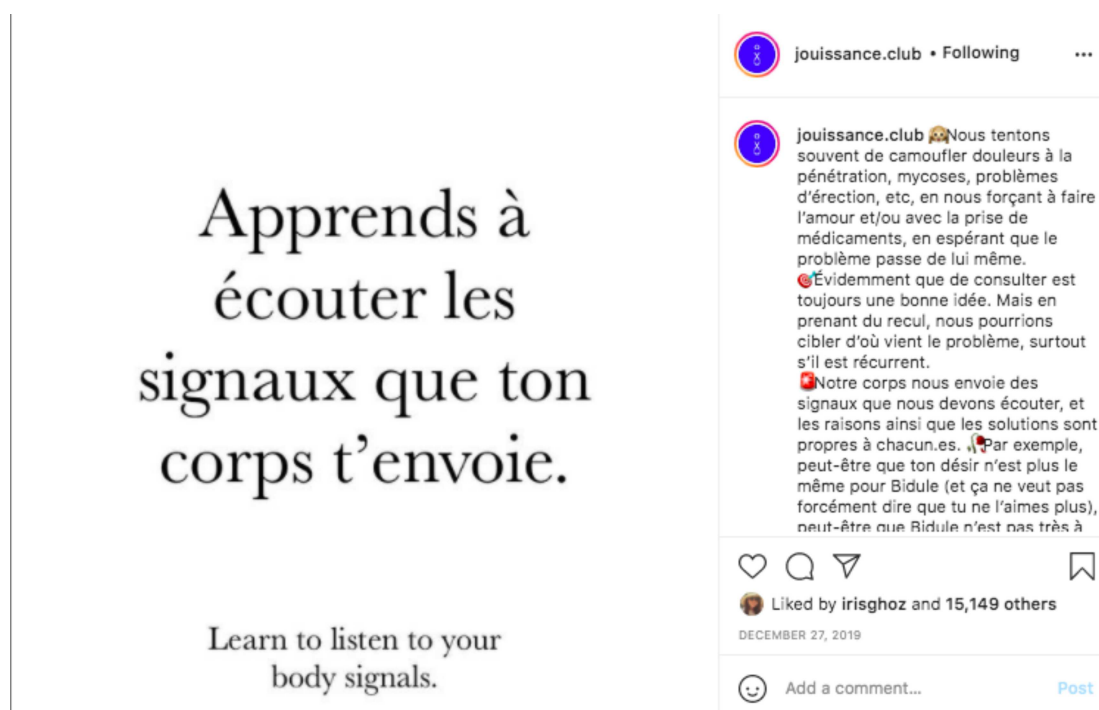 Apprends à
écouter les
signaux que ton
corps t’envoie.
Learn to listen to your
body signals.
jouissance.club • Following
jouissance.club 🙉Nous tentons
souvent de camoufler douleurs à la
pénétration, mycoses, problèmes
d’érection, etc, en nous forçant à faire
l’amour et/ou avec la prise de
médicaments, en espérant que le
problème passe de lui même.
🎯Évidemment que de consulter est
toujours une bonne idée. Mais en
prenant du recul, nous pourrions
cibler d’où vient le problème, surtout
s’il est récurrent.
🚨Notre corps nous envoie des
signaux que nous devons écouter, et
les raisons ainsi que les solutions sont
propres à chacun.es. 🥀Par exemple,
peut-être que ton désir n’est plus le
même pour Bidule (et ça ne veut pas
forcément dire que tu ne l’aimes plus),
peut-être que Bidule n’est pas très à
Liked by irisghoz and 15,149 others
DECEMBER 27, 2019
Add a comment...
Post